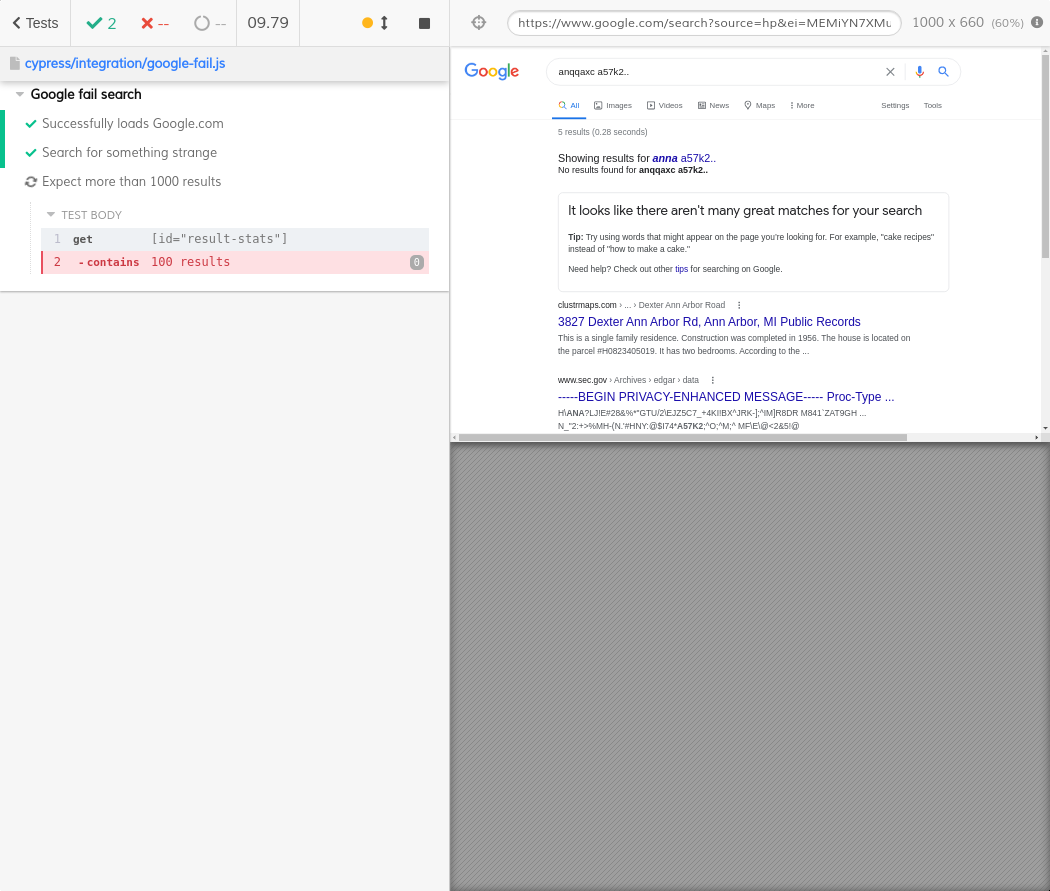 Tests
2
--
--
09.79
https://www.google.com/search?source=hp&ei=MEMiYN7XMu
1000 x 660 (60%)
cypress/integration/google-fail.js
Google fail search
Successfully loads Google.com
Search for something strange
Expect more than 1000 results
TEST BODY
1 get [id="result-stats"]
2 -contains 100 results 0
Google
anqqaxc a57k2..
All Images Videos News Maps More Settings Tools
5 results (0.28 seconds)
Showing results for anna a57k2..
No results found for anqqaxc a57k2..
It looks like there aren't many great matches for your search
Tip: Try using words that might appear on the page you're looking for. For example, "cake recipes"
instead of "how to make a cake."
Need help? Check out other tips for searching on Google.
clustrmaps.com › ... › Dexter Ann Arbor Road
3827 Dexter Ann Arbor Rd, Ann Arbor, MI Public Records
This is a single family residence. Construction was completed in 1956. The house is located on
the parcel #H0823405019. It has two bedrooms. According to the ...
www.sec.gov › Archives › edgar › data
-----BEGIN PRIVACY-ENHANCED MESSAGE----- Proc-Type ...
H\ANA?LJ!E#28&%*"GTU/2\EJZ5C7_+4KI!BX^JRK-];^!M]R8DR M841`ZAT9GH ...
N_"2:+>%MH-(N.'#HNY:@$I74*A57K2;^O;^M;^ MF\E\@<2&5!@